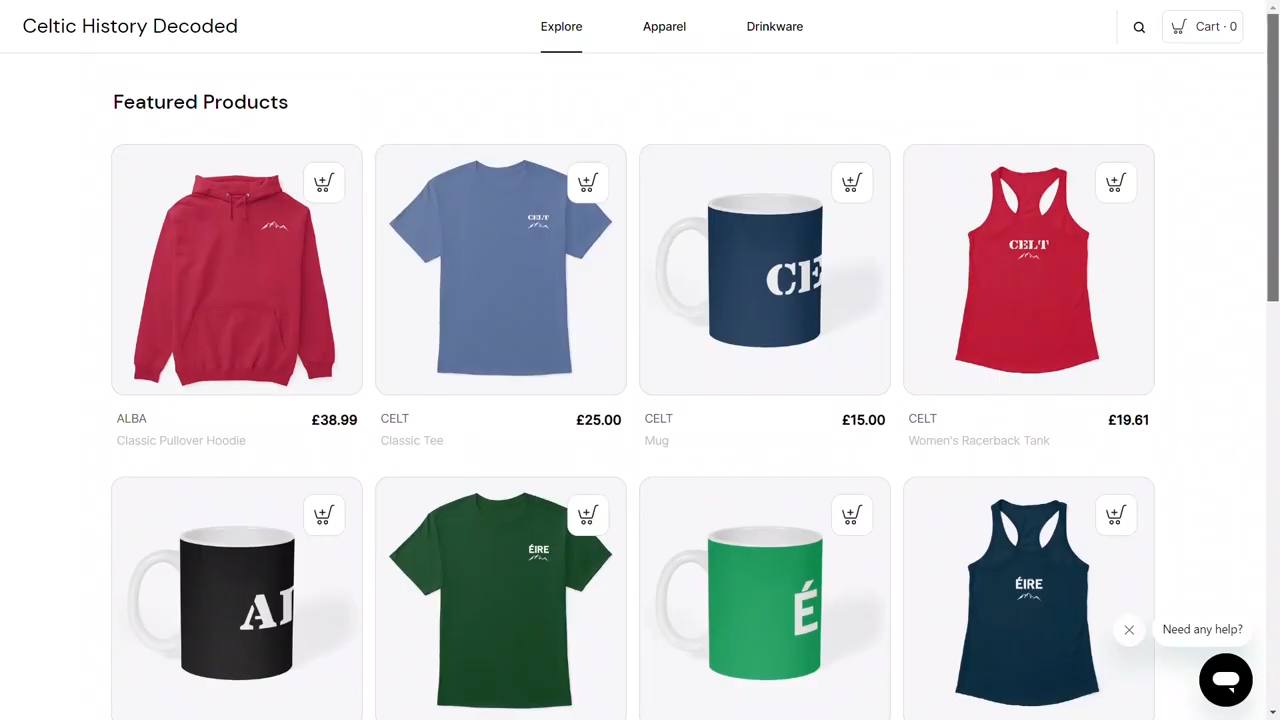 Celtic History Decoded
Explore
Apparel
Drinkware
Cart · 0
Featured Products
CELT
CE
CELT
ALBA
£38.99
Classic Pullover Hoodie
CELT
£25.00
Classic Tee
CELT
£15.00
Mug
CELT
£19.61
Women's Racerback Tank
AL
ÉIRE
É
ÉIRE
Need any help?